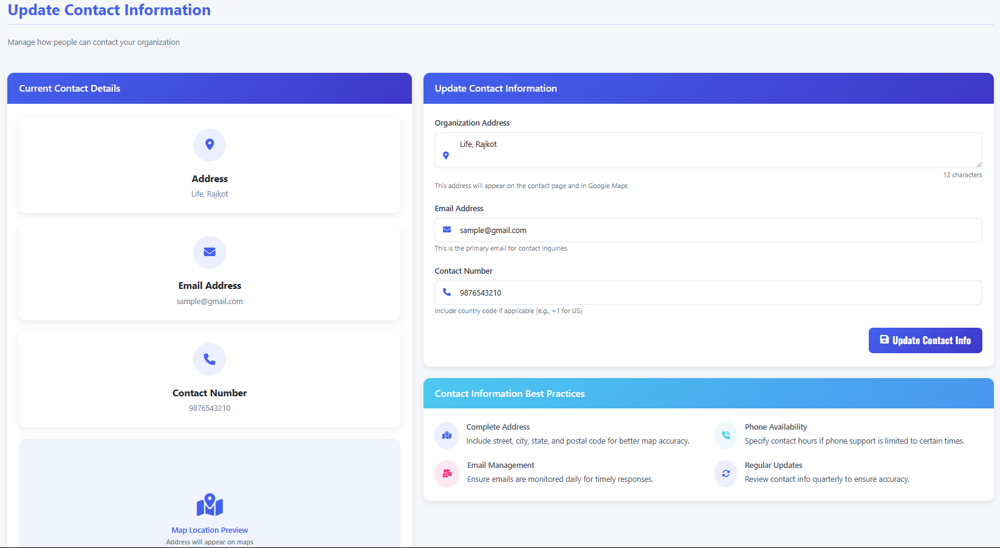 Update Contact Information
Manage how people can contact your organization
Current Contact Details
Address
Life, Rajkot
Email Address
sample@gmail.com
Contact Number
9876543210
Map Location Preview
Address will appear on maps
Update Contact Information
Organization Address
Life, Rajkot
12 characters
This address will appear on the contact page and in Google Maps
Email Address
sample@gmail.com
This is the primary email for contact inquiries
Contact Number
9876543210
Include country code if applicable (e.g., +1 for US)
Update Contact Info
Contact Information Best Practices
Complete Address
Include street, city, state, and postal code for better map accuracy.
Phone Availability
Specify contact hours if phone support is limited to certain times.
Email Management
Ensure emails are monitored daily for timely responses.
Regular Updates
Review contact info quarterly to ensure accuracy.